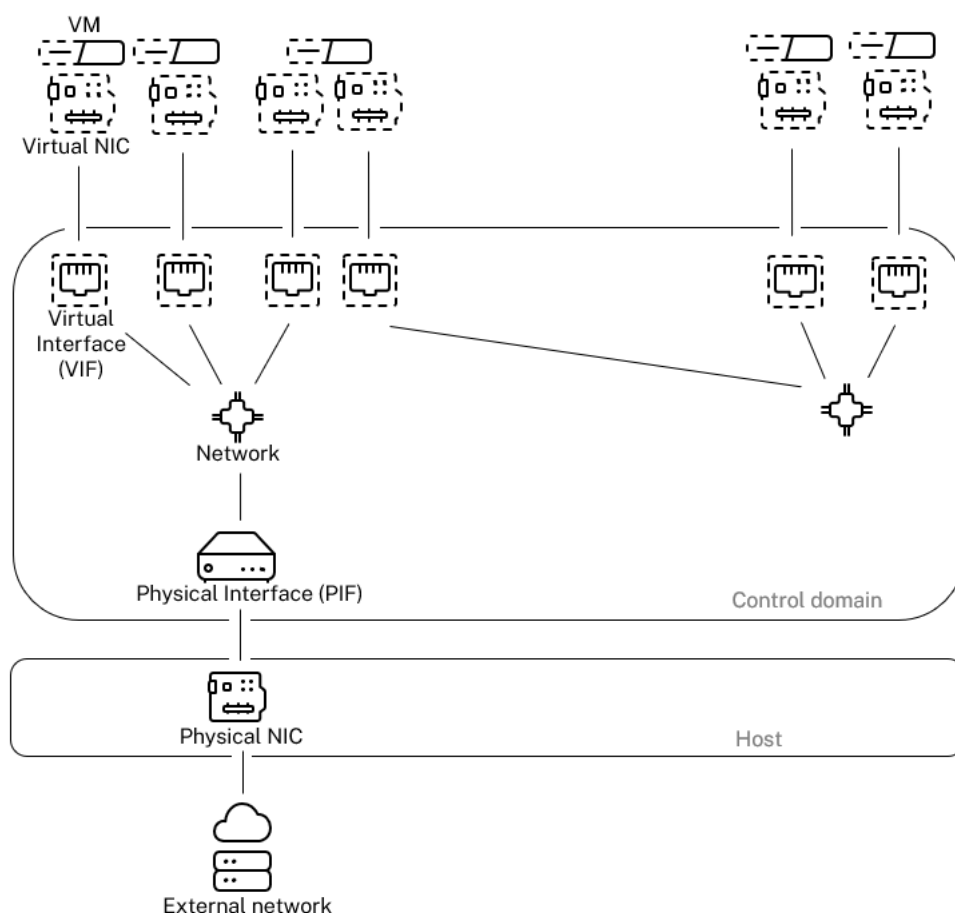 VM
Virtual NIC
Virtual
Interface
(VIF)
Network
Physical Interface (PIF)
Control domain
Physical NIC
Host
External network